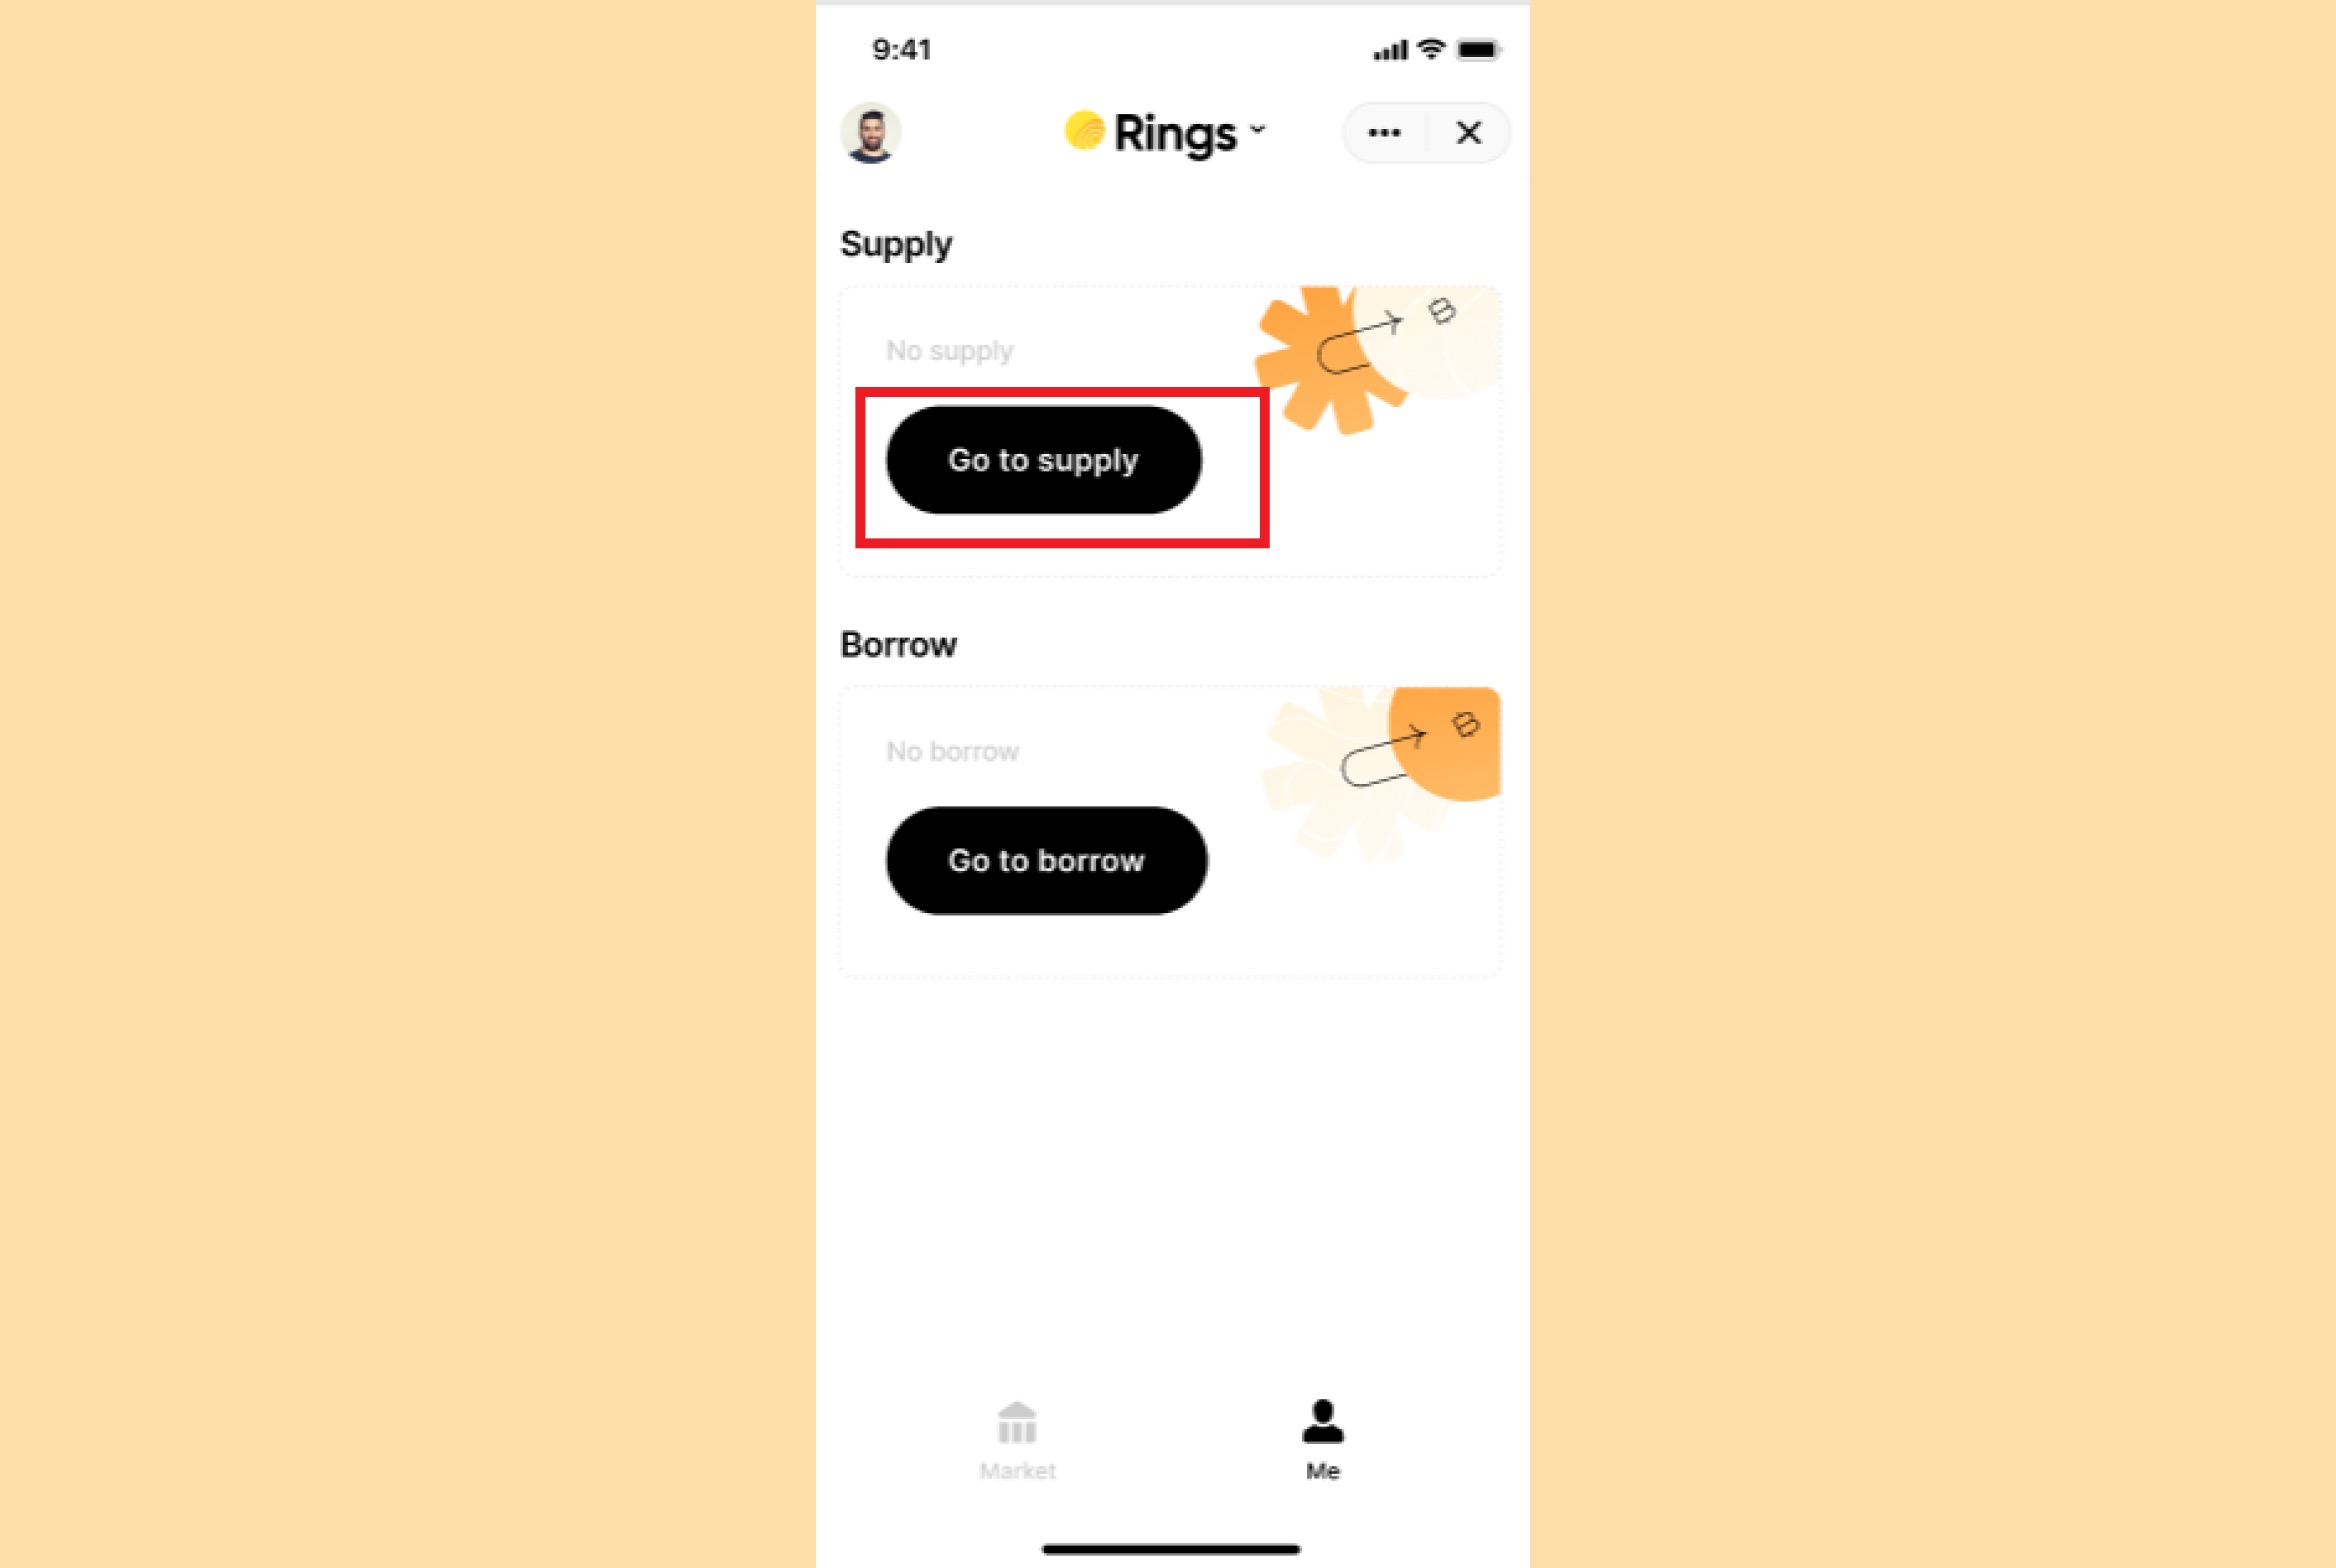 9:41
Rings
Supply
No supply
B
Go to supply
Borrow
No borrow
B
Go to borrow
Market
Me